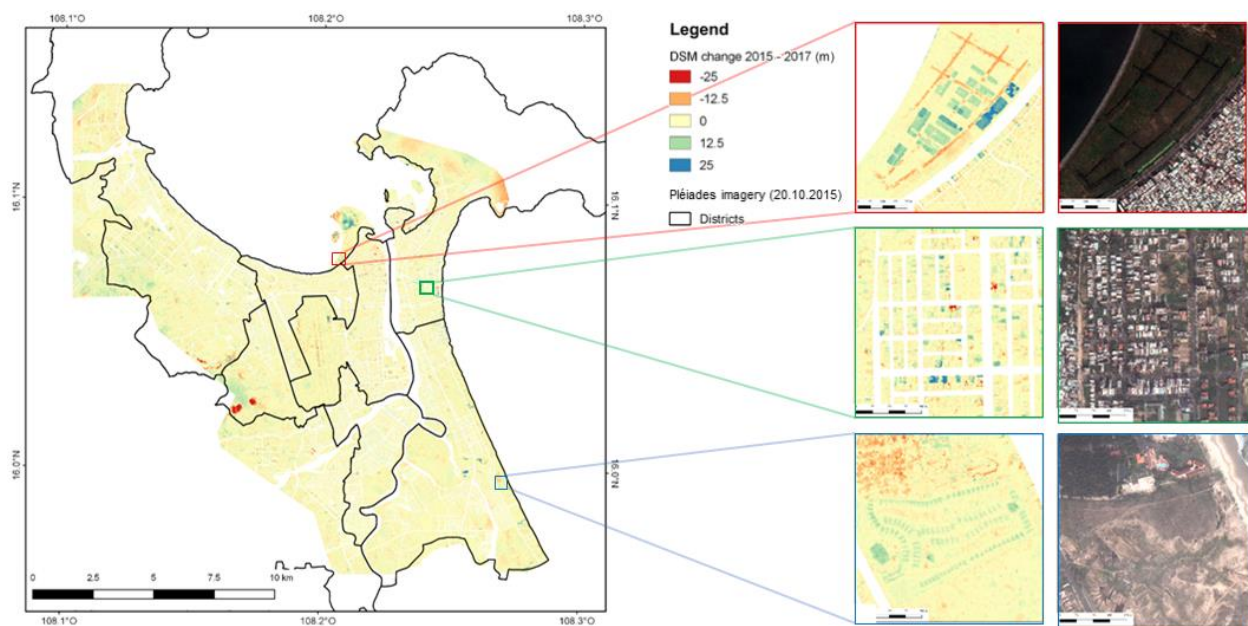 108.1°O 108.2°O 108.3°O
16.1°N 16.1°N
16.0°N 16.0°N
0 2.5 5 7.5 10 km
108.1°O 108.2°O 108.3°O
Legend
DSM change 2015 - 2017 (m)
-25
-12.5
0
12.5
25
Pléiades imagery (20.10.2015)
Districts